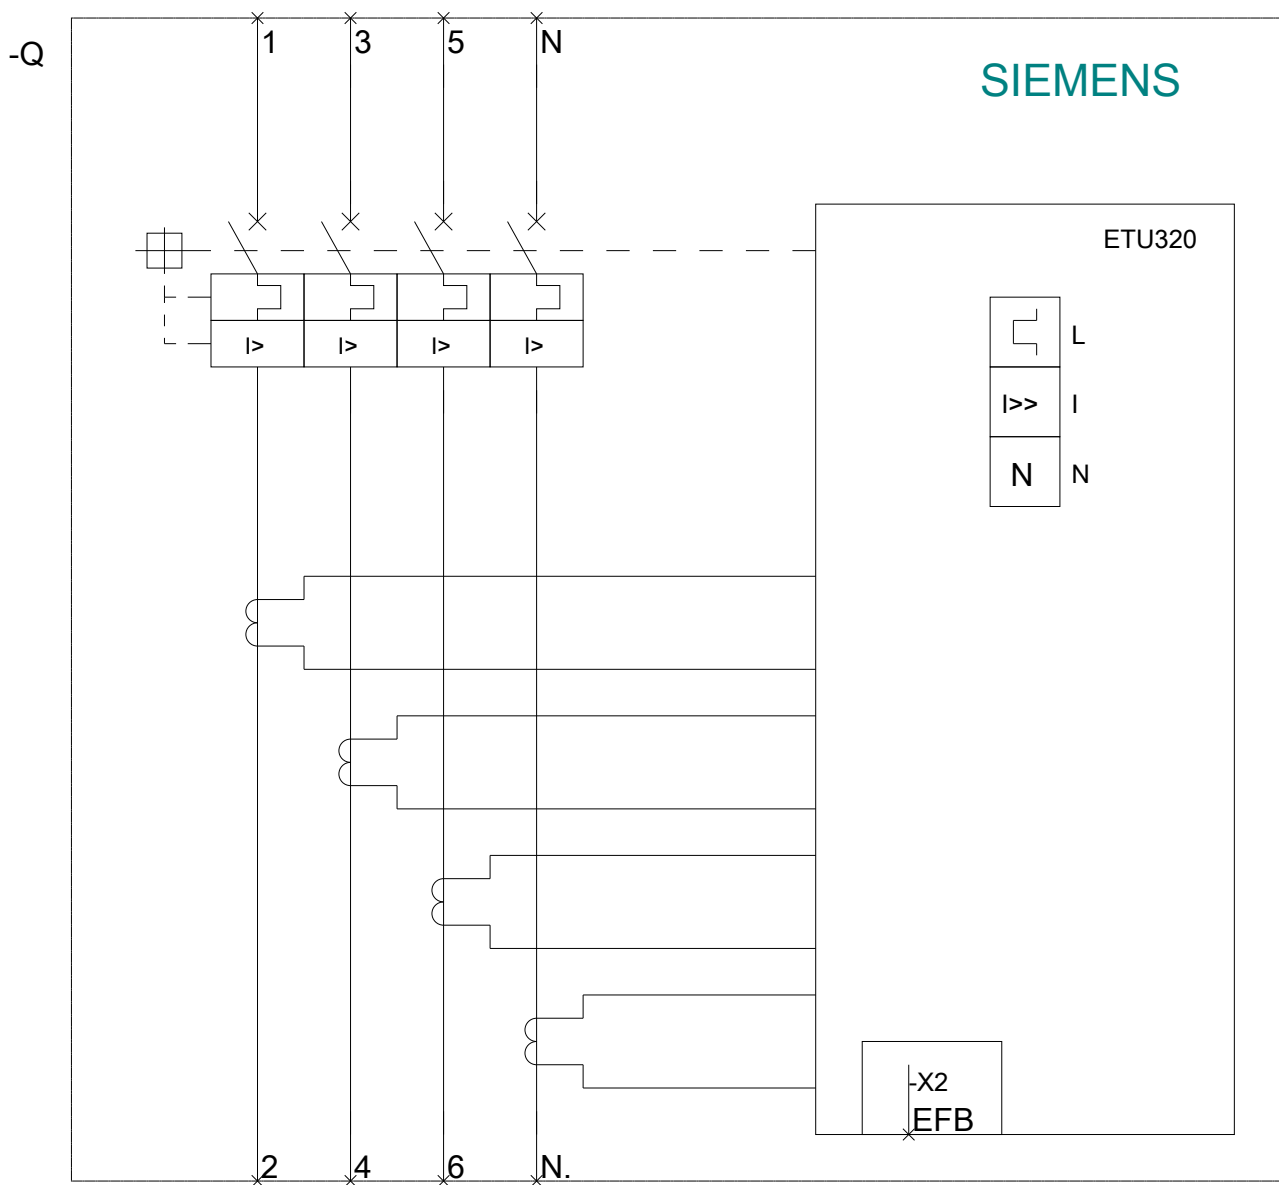 1 3 5 N
-Q
SIEMENS
ETU320
L
I> I> I> I>
I>> I
N N
-X2
EFB
2 4 6 N.